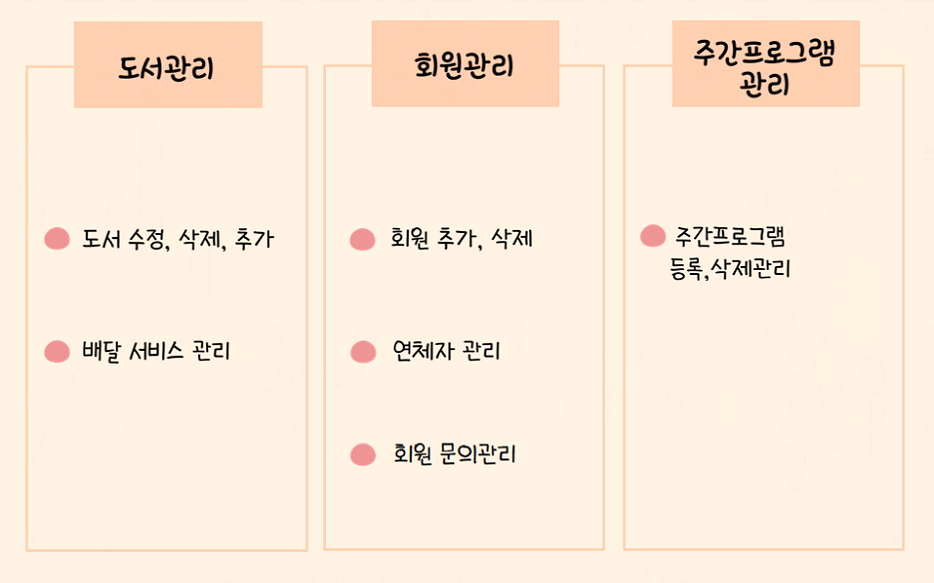 도서관리
도서 수정, 삭제, 추가
배달 서비스 관리
회원관리
회원 추가, 삭제
연체자 관리
회원 문의관리
주간프로그램
관리
주간프로그램
등록,삭제관리